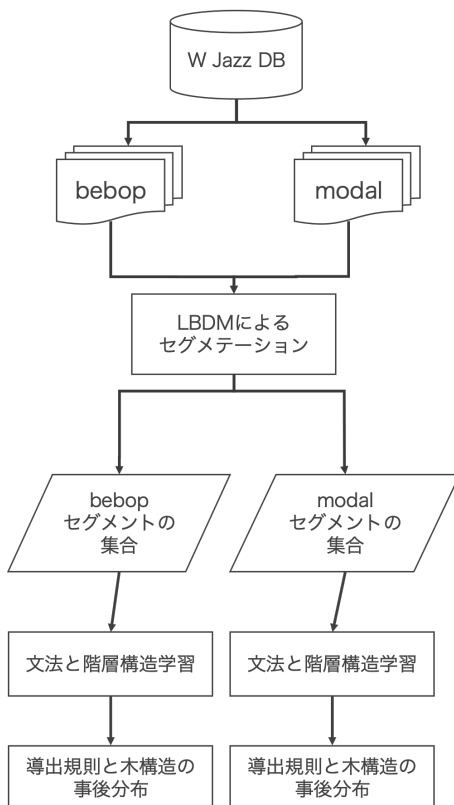 W Jazz DB
bebop
modal
LBDMによる
セグメテーション
bebop
セグメントの
集合
modal
セグメントの
集合
文法と階層構造学習
文法と階層構造学習
導出規則と木構造の
事後分布
導出規則と木構造の
事後分布